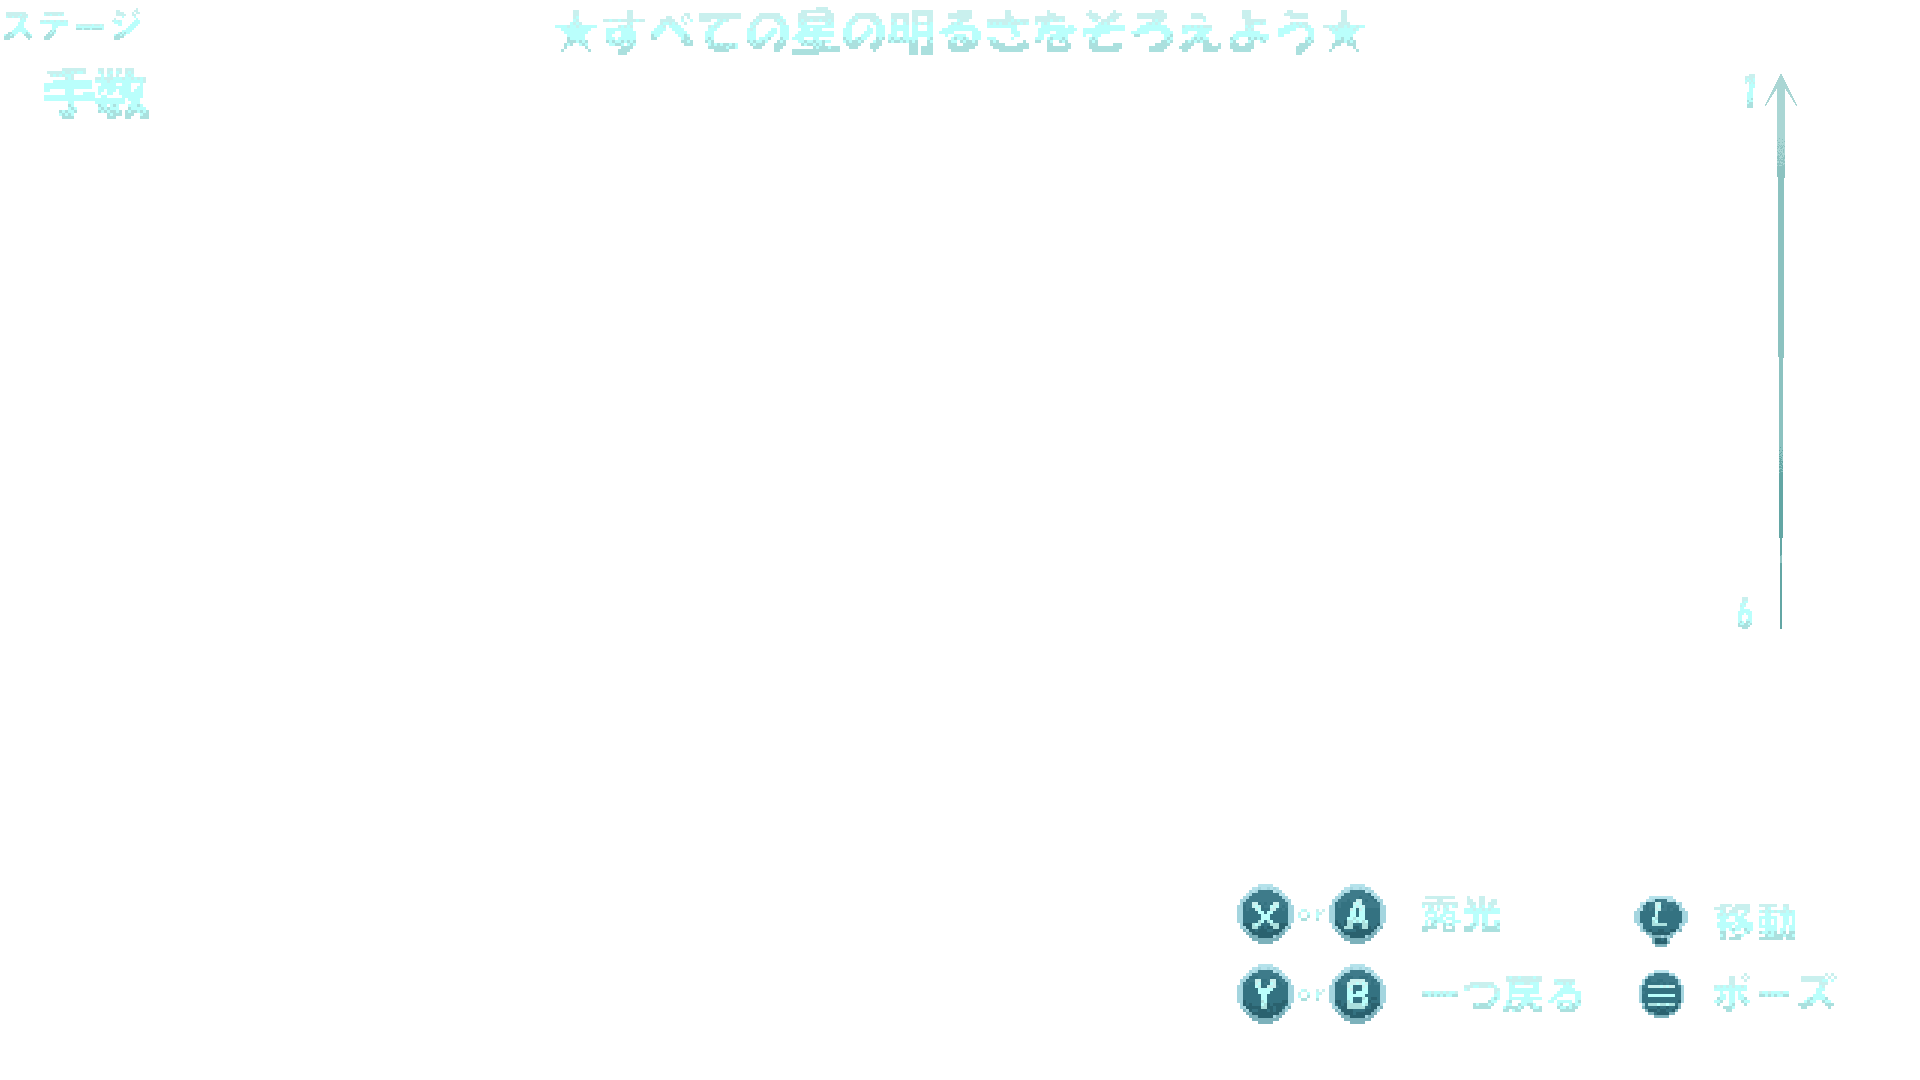 ステージ
★すべての星の明るさをそろえよう★
手数
1
6
X or A 露光
L 移動
Y or B 一つ戻る
ポーズ